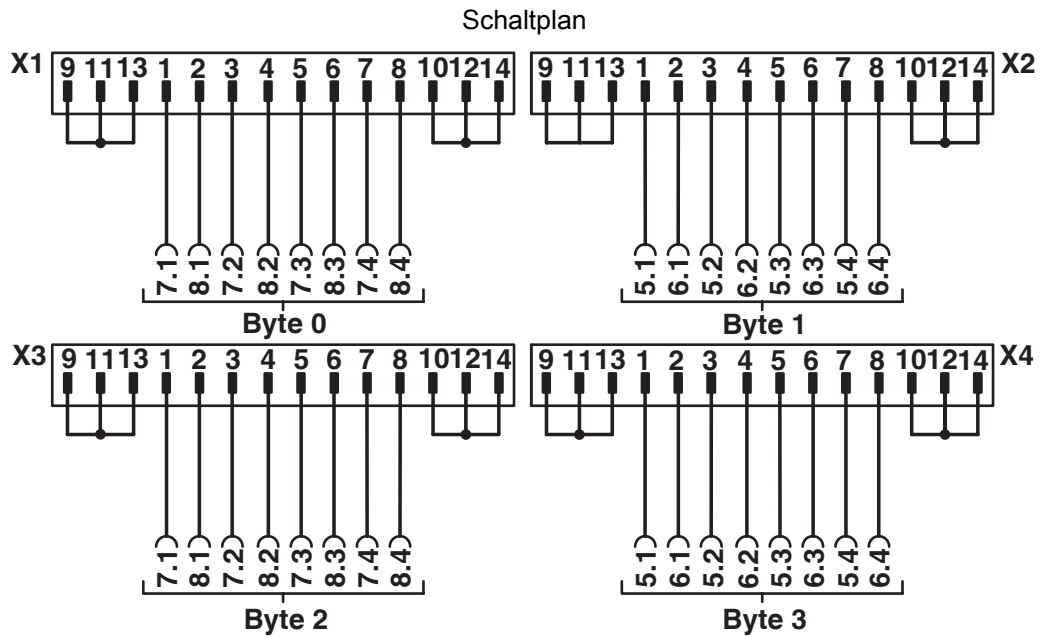 Schaltplan
X1 9 11 13 1 2 3 4 5 6 7 8 10 12 14
9 11 13 1 2 3 4 5 6 7 8 10 12 14 X2
7.1 8.1 7.2 8.2 7.3 8.3 7.4 8.4
5.1 6.1 5.2 6.2 5.3 6.3 5.4 6.4
Byte 0
Byte 1
X3 9 11 13 1 2 3 4 5 6 7 8 10 12 14
9 11 13 1 2 3 4 5 6 7 8 10 12 14 X4
7.1 8.1 7.2 8.2 7.3 8.3 7.4 8.4
5.1 6.1 5.2 6.2 5.3 6.3 5.4 6.4
Byte 2
Byte 3